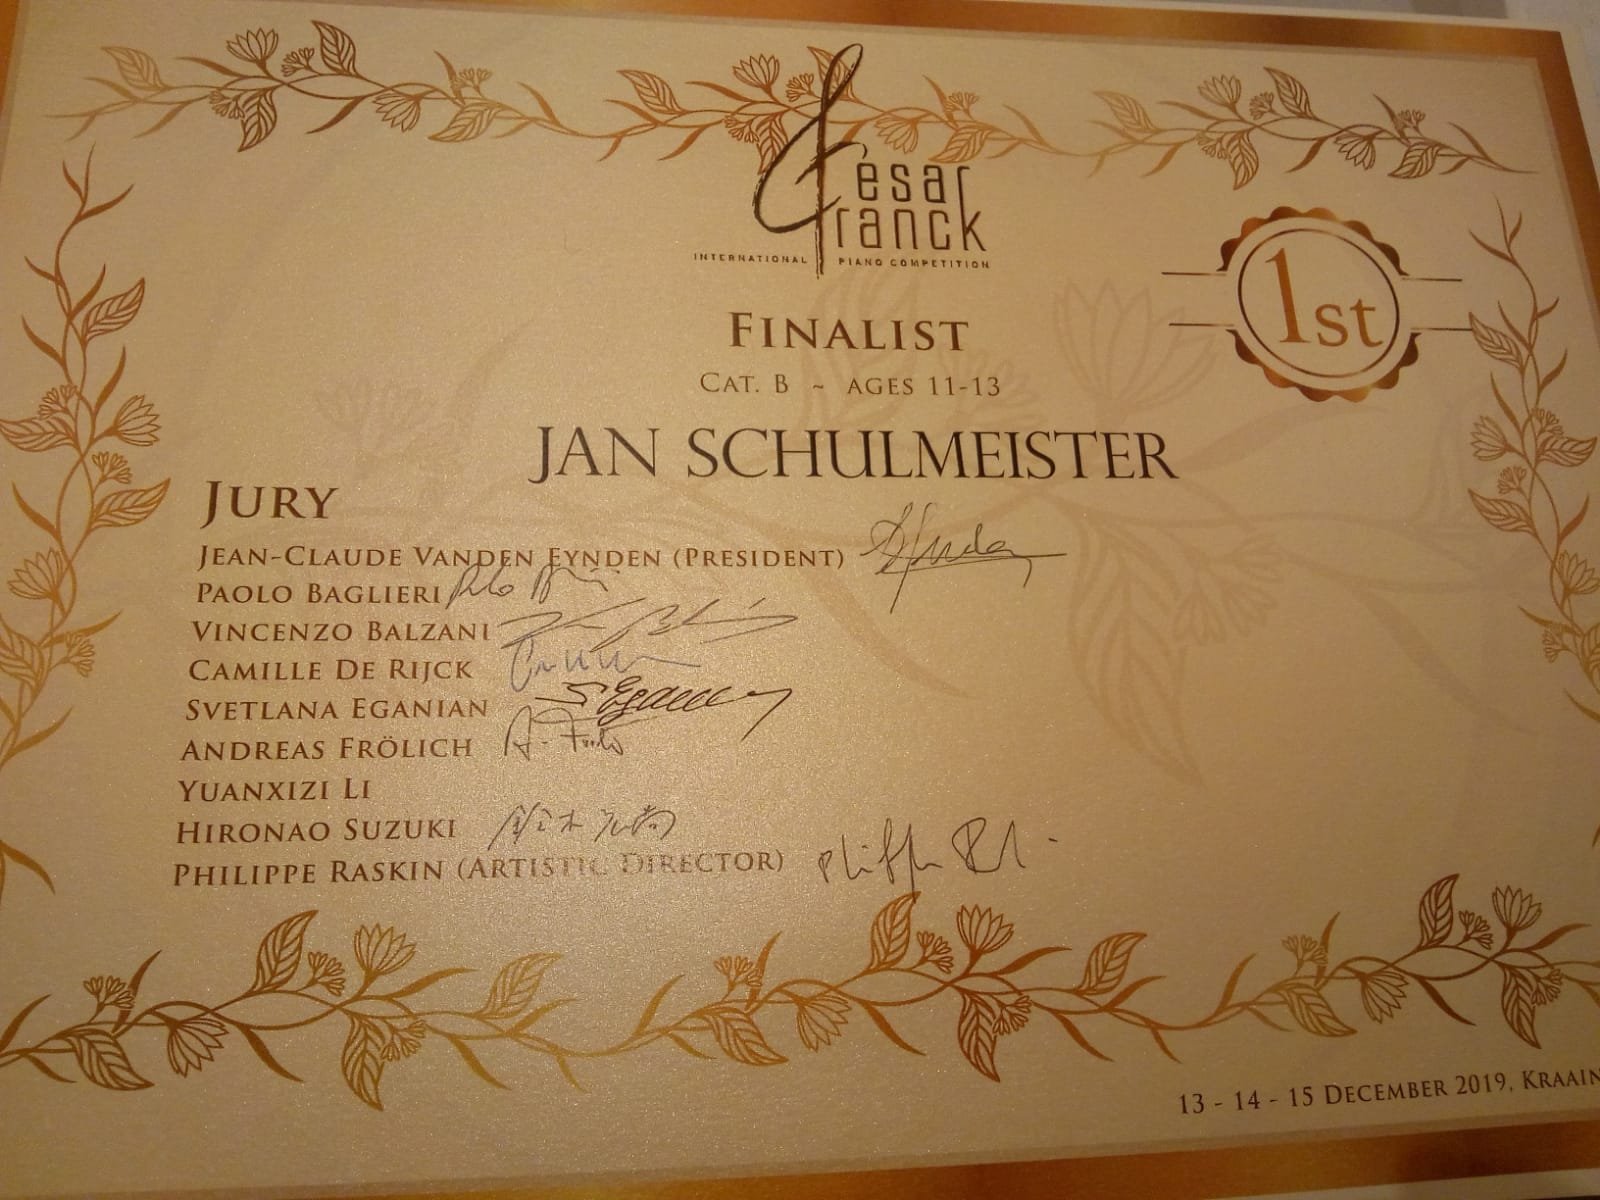 César
Franck
INTERNATIONAL PIANO COMPETITION
1ST
FINALIST
CAT. B ~ AGES 11-13
JAN SCHULMEISTER
JURY
JEAN-CLAUDE VANDEN EYNDEN (PRESIDENT)
PAOLO BAGLIERI
VINCENZO BALZANI
CAMILLE DE RIJCK
SVETLANA EGANIAN
ANDREAS FRÖLICH
YUANXIZI LI
HIRONAO SUZUKI
PHILIPPE RASKIN (ARTISTIC DIRECTOR)
13 - 14 - 15 DECEMBER 2019, KRAAIN